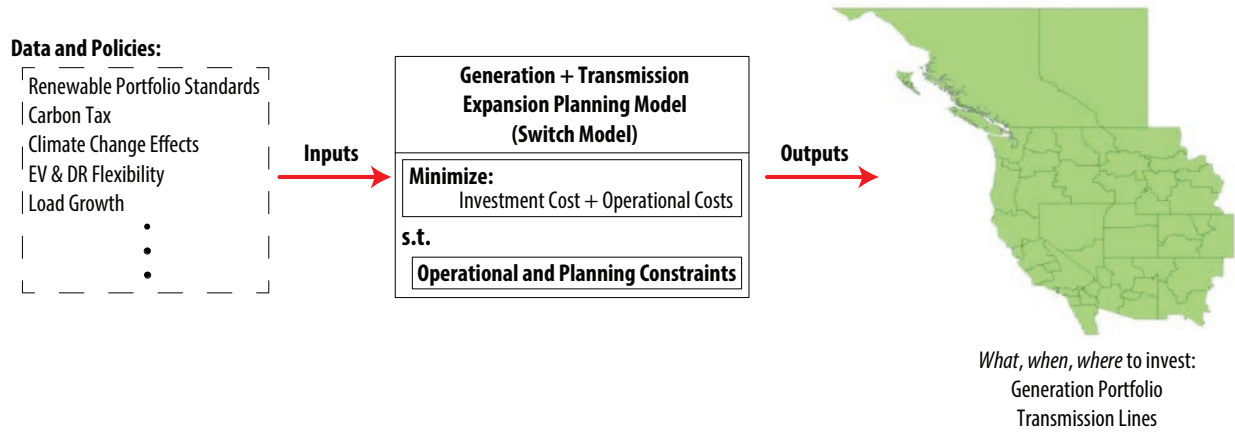 Data and Policies:
Renewable Portfolio Standards
Carbon Tax
Climate Change Effects
EV & DR Flexibility
Load Growth
Inputs
Generation + Transmission
Expansion Planning Model
(Switch Model)
Minimize:
Investment Cost + Operational Costs
s.t.
Operational and Planning Constraints
Outputs
What, when, where to invest:
Generation Portfolio
Transmission Lines